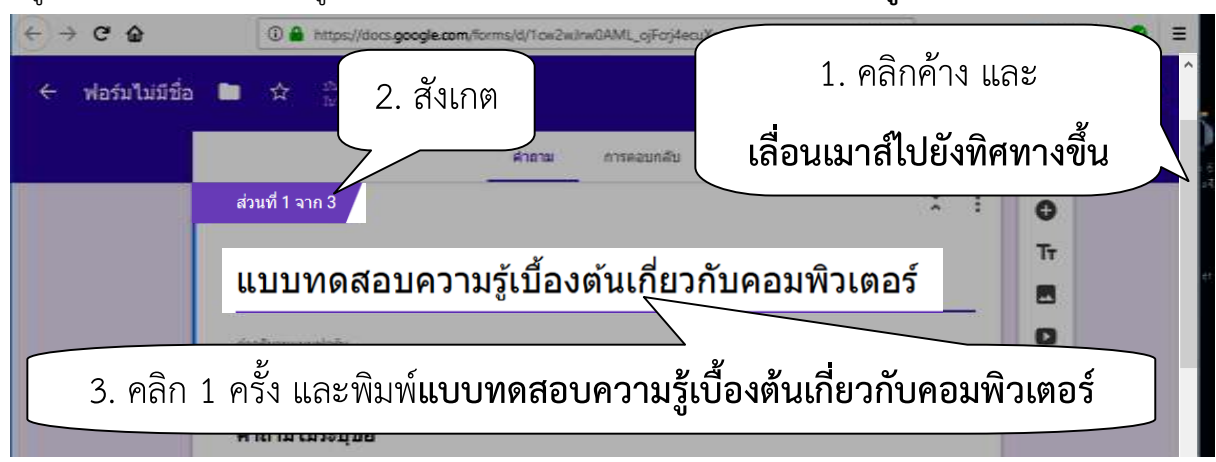 https://docs.google.com/forms/d/1
ฟอร์มไม่มีชื่อ
2. สังเกต
1. คลิกค้าง และ
เลื่อนเมาส์ไปยังทิศทางขึ้น
คำถาม การตอบกลับ
ส่วนที่ 1 จาก 3
แบบทดสอบความรู้เบื้องต้นเกี่ยวกับคอมพิวเตอร์
3. คลิก 1 ครั้ง และพิมพ์แบบทดสอบความรู้เบื้องต้นเกี่ยวกับคอมพิวเตอร์